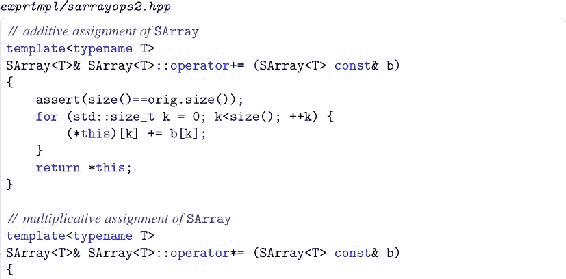 exprtmpl/sarrayops2.hpp
// additive assignment of SArray
template<typename T>
SArray<T>& SArray<T>::operator+= (SArray<T> const& b)
{
    assert(size()==orig.size());
    for (std::size_t k = 0; k<size(); ++k) {
        (*this)[k] += b[k];
    }
    return *this;
}
// multiplicative assignment of SArray
template<typename T>
SArray<T>& SArray<T>::operator*= (SArray<T> const& b)
{